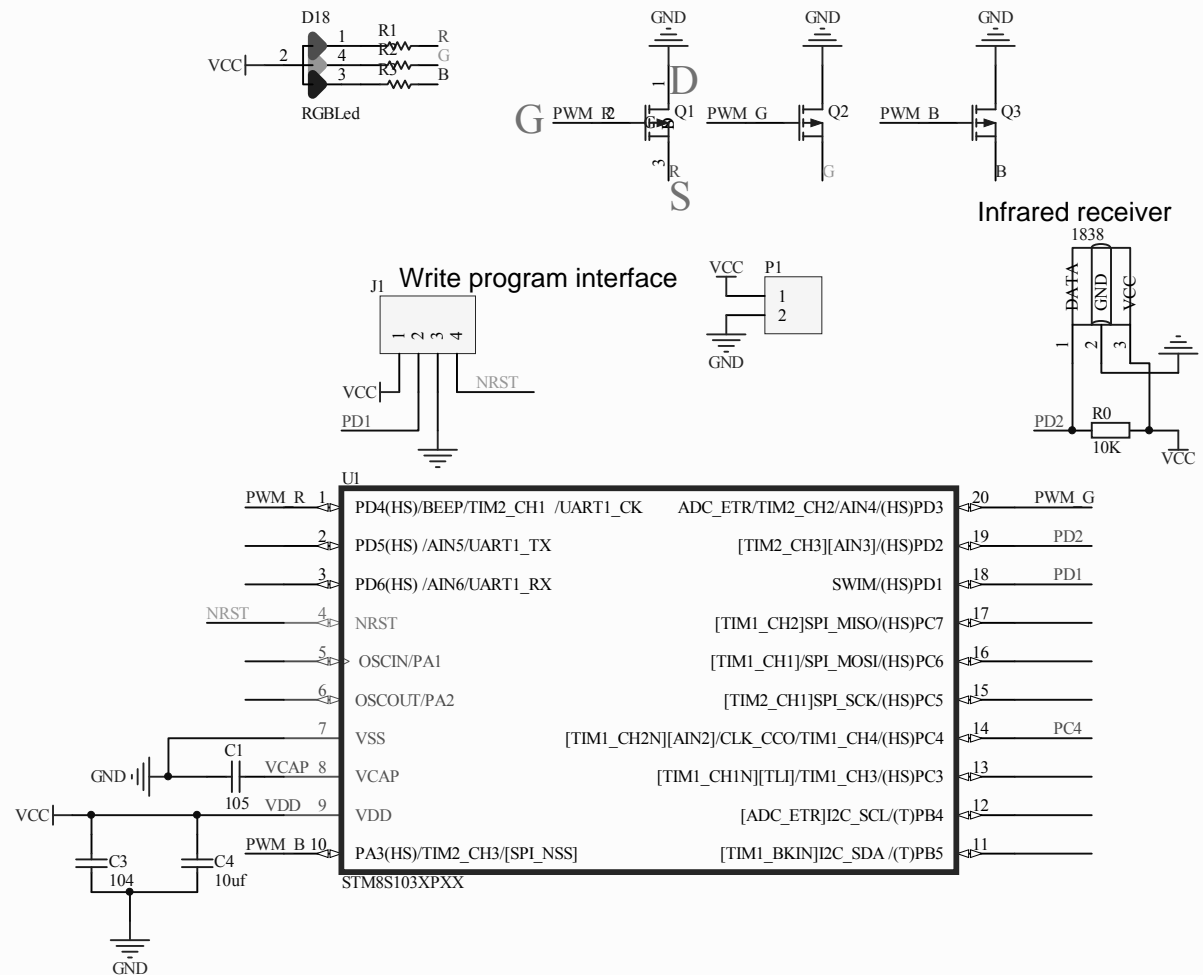 D18
VCC 2
1 R1 R
4 R2 G
3 R3 B
RGBLed
GND
1 D
G PWM_R 2 G D Q1
3 R
S
GND
PWM_G Q2
G
GND
PWM_B Q3
B
Infrared receiver
1838
DATA GND VCC
1 2 3
PD2 R0
10K VCC
Write program interface
J1
1 2 3 4
VCC NRST
PD1
VCC P1
1
2
GND
U1
PWM_R 1 PD4(HS)/BEEP/TIM2_CH1 /UART1_CK ADC_ETR/TIM2_CH2/AIN4/(HS)PD3 20 PWM_G
2 PD5(HS) /AIN5/UART1_TX [TIM2_CH3][AIN3]/(HS)PD2 19 PD2
3 PD6(HS) /AIN6/UART1_RX SWIM/(HS)PD1 18 PD1
NRST 4 NRST [TIM1_CH2]SPI_MISO/(HS)PC7 17
5 OSCIN/PA1 [TIM1_CH1]/SPI_MOSI/(HS)PC6 16
6 OSCOUT/PA2 [TIM2_CH1]SPI_SCK/(HS)PC5 15
7 VSS [TIM1_CH2N][AIN2]/CLK_CCO/TIM1_CH4/(HS)PC4 14 PC4
GND C1 VCAP 8 VCAP [TIM1_CH1N][TLI]/TIM1_CH3/(HS)PC3 13
105
VCC VDD 9 VDD [ADC_ETR]I2C_SCL/(T)PB4 12
PWM_B 10 PA3(HS)/TIM2_CH3/[SPI_NSS] [TIM1_BKIN]I2C_SDA /(T)PB5 11
C3 C4
104 10uf
STM8S103XPXX
GND